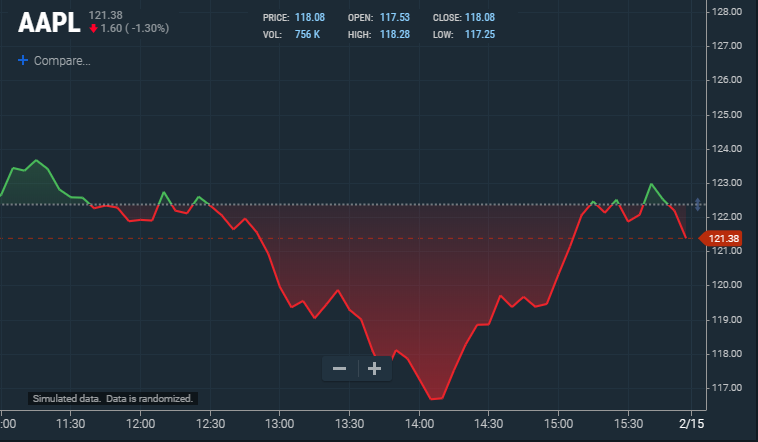 AAPL 121.38
1.60 ( -1.30%)
PRICE: 118.08 OPEN: 117.53 CLOSE: 118.08
VOL: 756 K HIGH: 118.28 LOW: 117.25
+ Compare...
128.00
127.00
126.00
125.00
124.00
123.00
122.00
121.38
121.00
120.00
119.00
118.00
117.00
Simulated data. Data is randomized.
:00 11:30 12:00 12:30 13:00 13:30 14:00 14:30 15:00 15:30 2/15